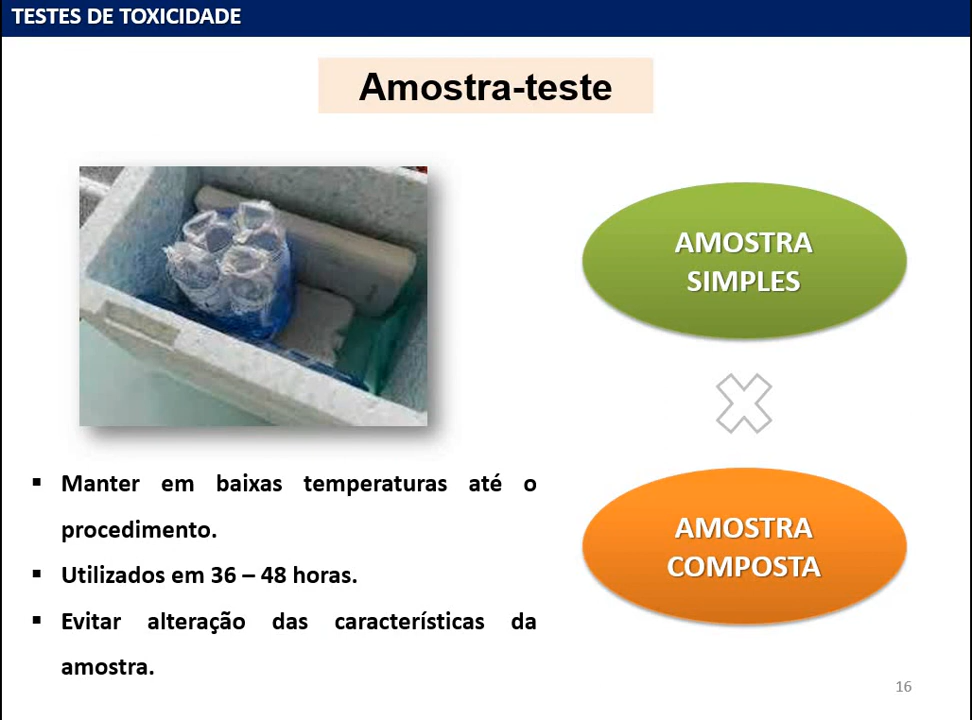 TESTES DE TOXICIDADE
Amostra-teste
AMOSTRA
SIMPLES
AMOSTRA
COMPOSTA
▪ Manter em baixas temperaturas até o
procedimento.
▪ Utilizados em 36 – 48 horas.
▪ Evitar alteração das características da
amostra.
16